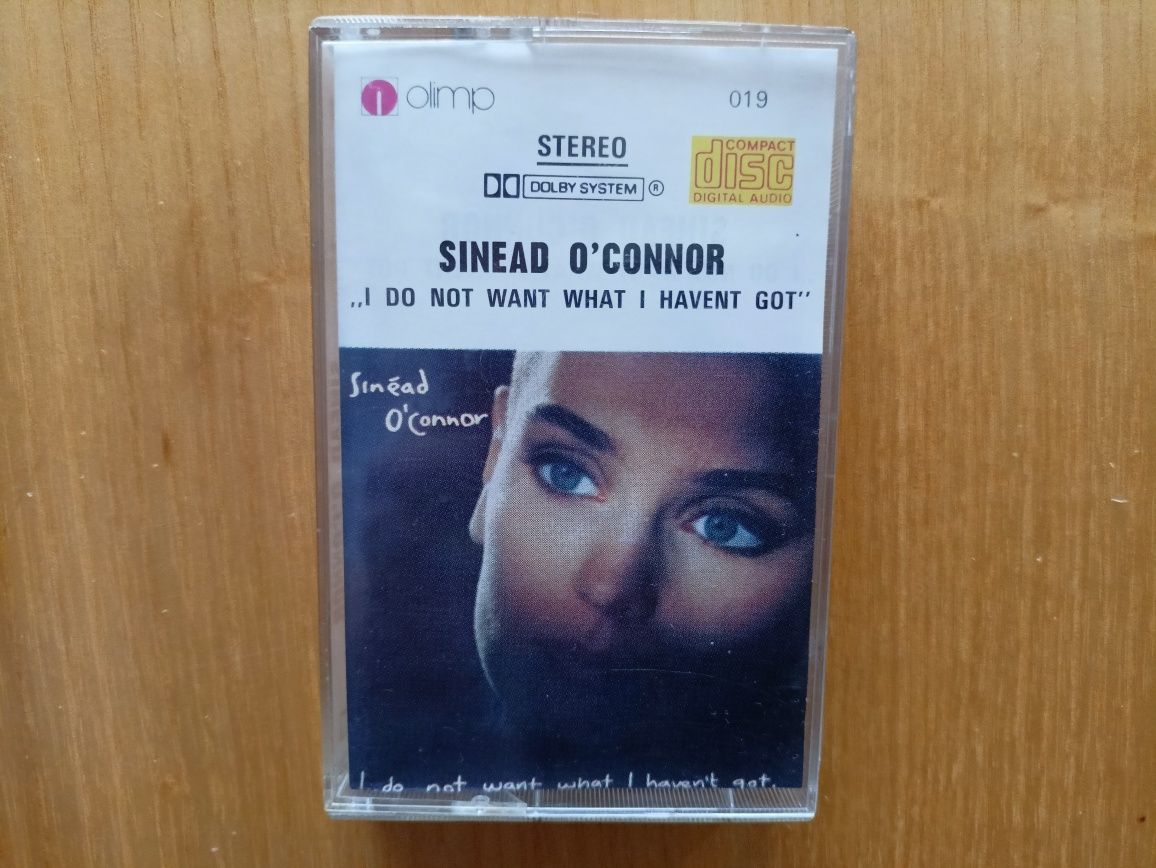 olimp
019
STEREO
DOLBY SYSTEM ®
COMPACT
disc
DIGITAL AUDIO
SINEAD O'CONNOR
,,I DO NOT WANT WHAT I HAVENT GOT''
Sinéad
O'Connor
I do not want what I haven't got.